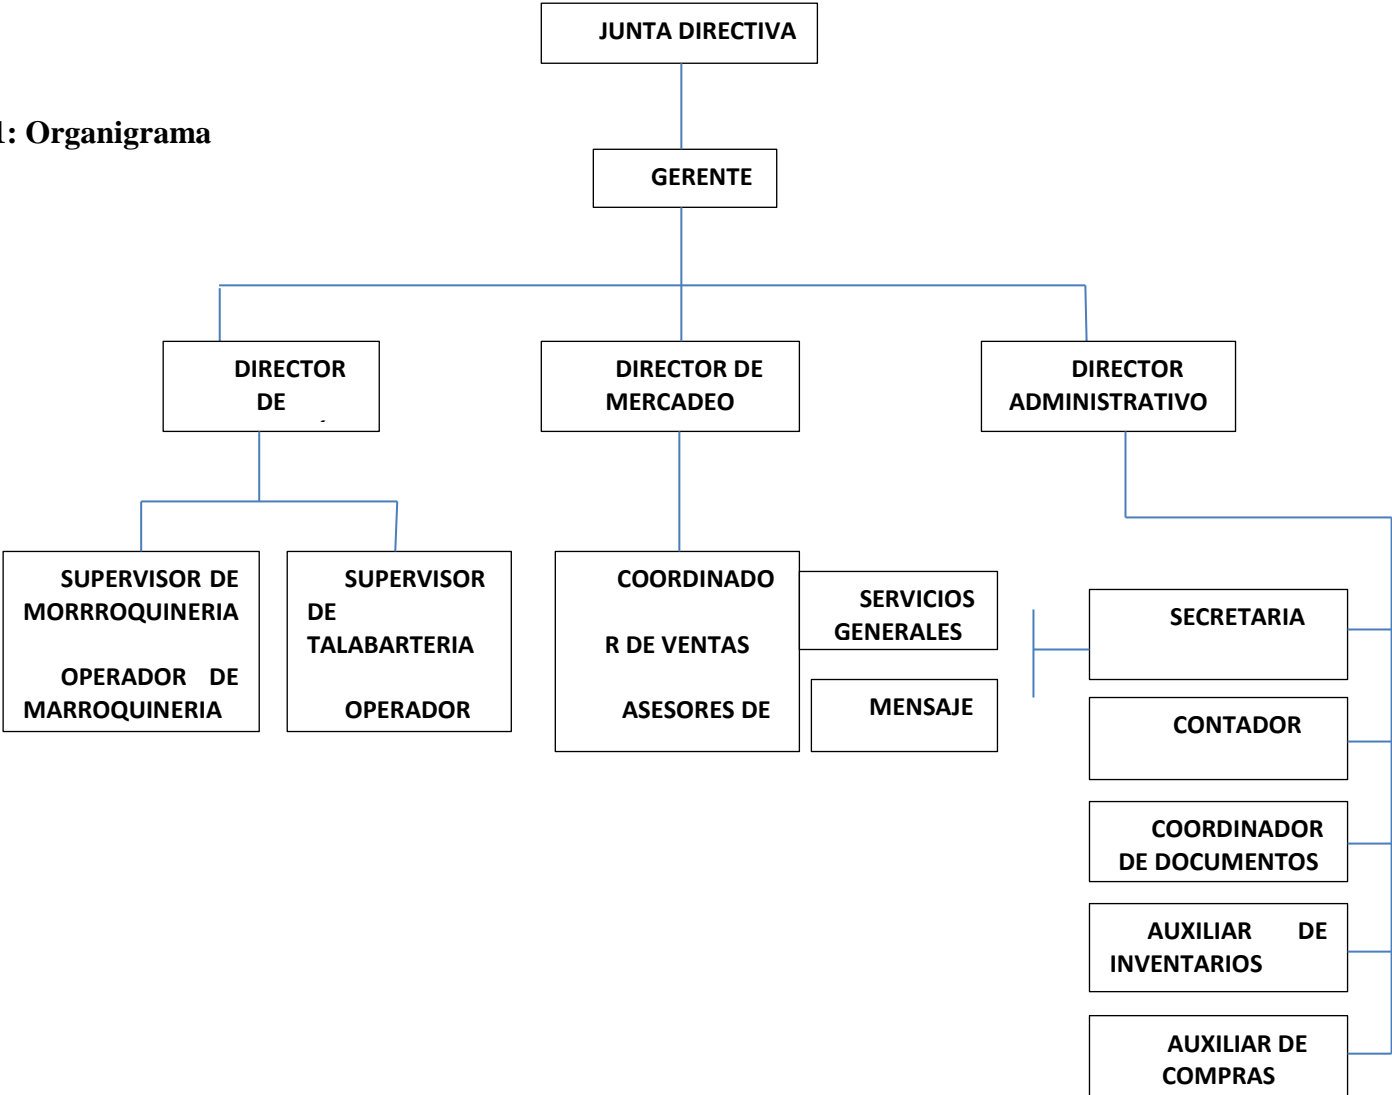 JUNTA DIRECTIVA
1: Organigrama
GERENTE
DIRECTOR
DE
DIRECTOR DE
MERCADEO
DIRECTOR
ADMINISTRATIVO
SUPERVISOR DE
MORRROQUINERIA
OPERADOR DE
MARROQUINERIA
SUPERVISOR
DE
TALABARTERIA
OPERADOR
COORDINADO
R DE VENTAS
ASESORES DE
SERVICIOS
GENERALES
MENSAJE
SECRETARIA
CONTADOR
COORDINADOR
DE DOCUMENTOS
AUXILIAR DE
INVENTARIOS
AUXILIAR DE
COMPRAS